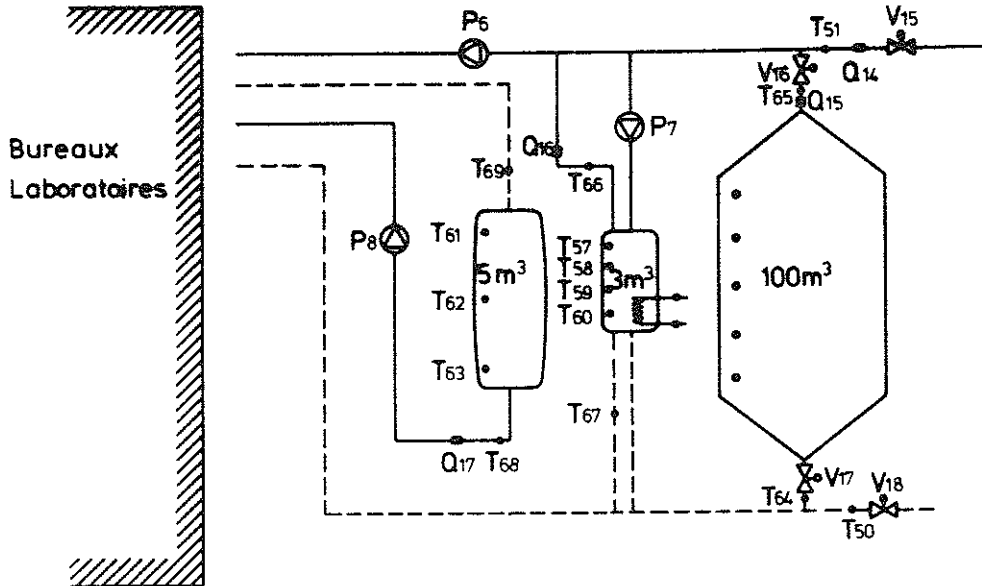 P6
T51
V15
V16
Q14
T65
Q15
P7
Bureaux
Laborataires
Q16
T66
T69
P8
T61
T57
5m³
T58
3m³
100m³
T59
T62
T60
T63
T67
Q17
T68
V17
T64
V18
T50